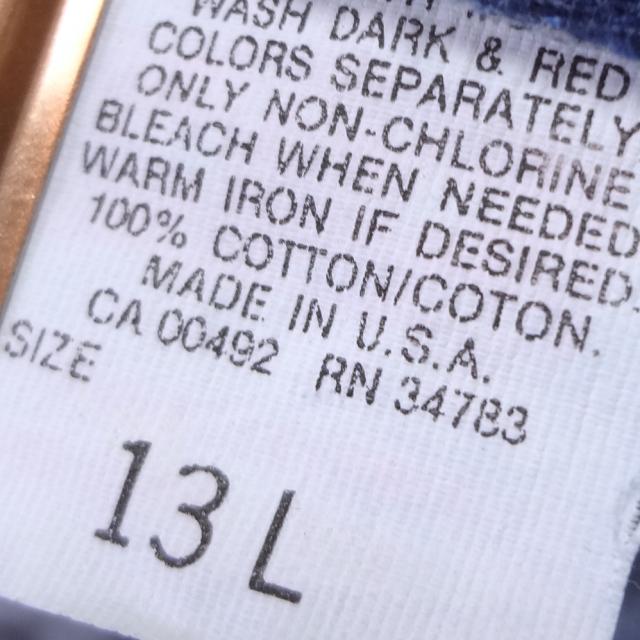 WASH DARK & RED
COLORS SEPARATELY
ONLY NON-CHLORINE
BLEACH WHEN NEEDED
WARM IRON IF DESIRED.
100% COTTON/COTON.
MADE IN U.S.A.
CA 00492 RN 34783
SIZE
13 L